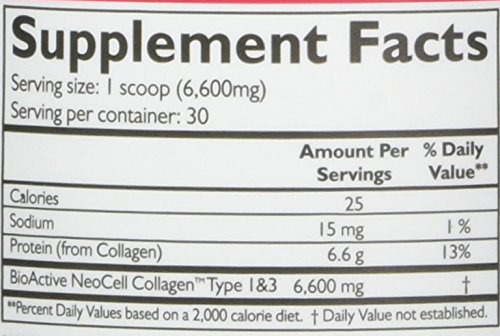 Supplement Facts
Serving size: 1 scoop (6,600mg)
Serving per container: 30
Amount Per % Daily
Servings Value**
Calories 25
Sodium 15 mg 1 %
Protein (from Collagen) 6.6 g 13%
BioActive NeoCell Collagen™ Type 1&3 6,600 mg †
**Percent Daily Values based on a 2,000 calorie diet. † Daily Value not established.